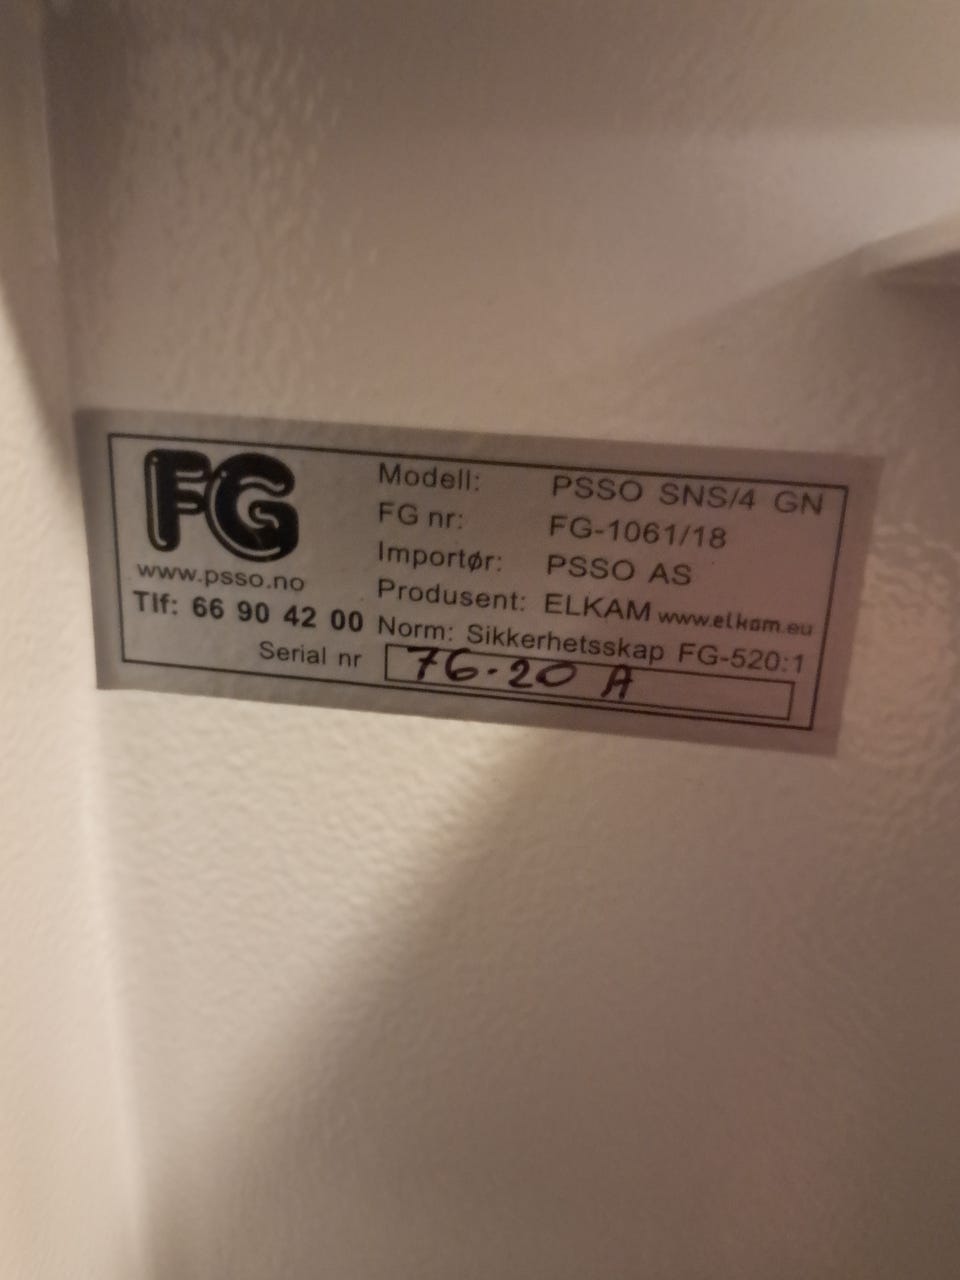 FG
www.psso.no
Tlf: 66 90 42 00
Modell: PSSO SNS/4 GN
FG nr: FG-1061/18
Importør: PSSO AS
Produsent: ELKAM www.elkam.eu
Norm: Sikkerhetsskap FG-520:1
Serial nr 76-20 A